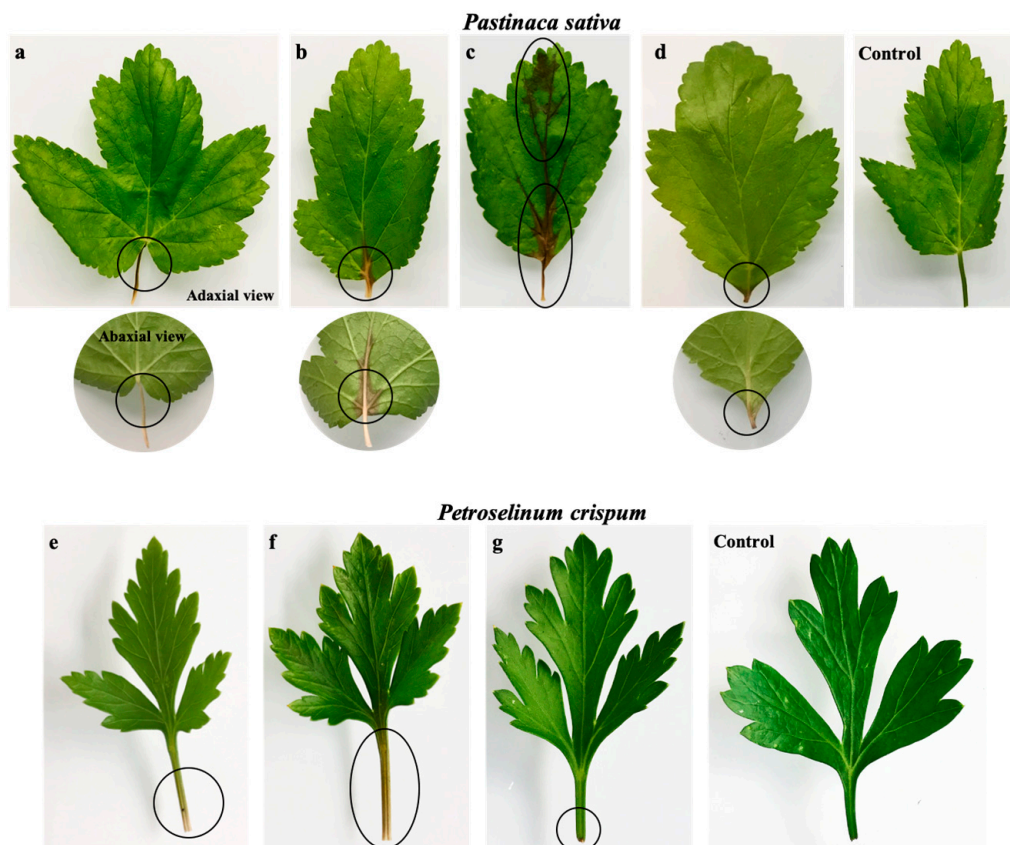 Pastinaca sativa
a
b
c
d
Control
Adaxial view
Abaxial view
Petroselinum crispum
e
f
g
Control